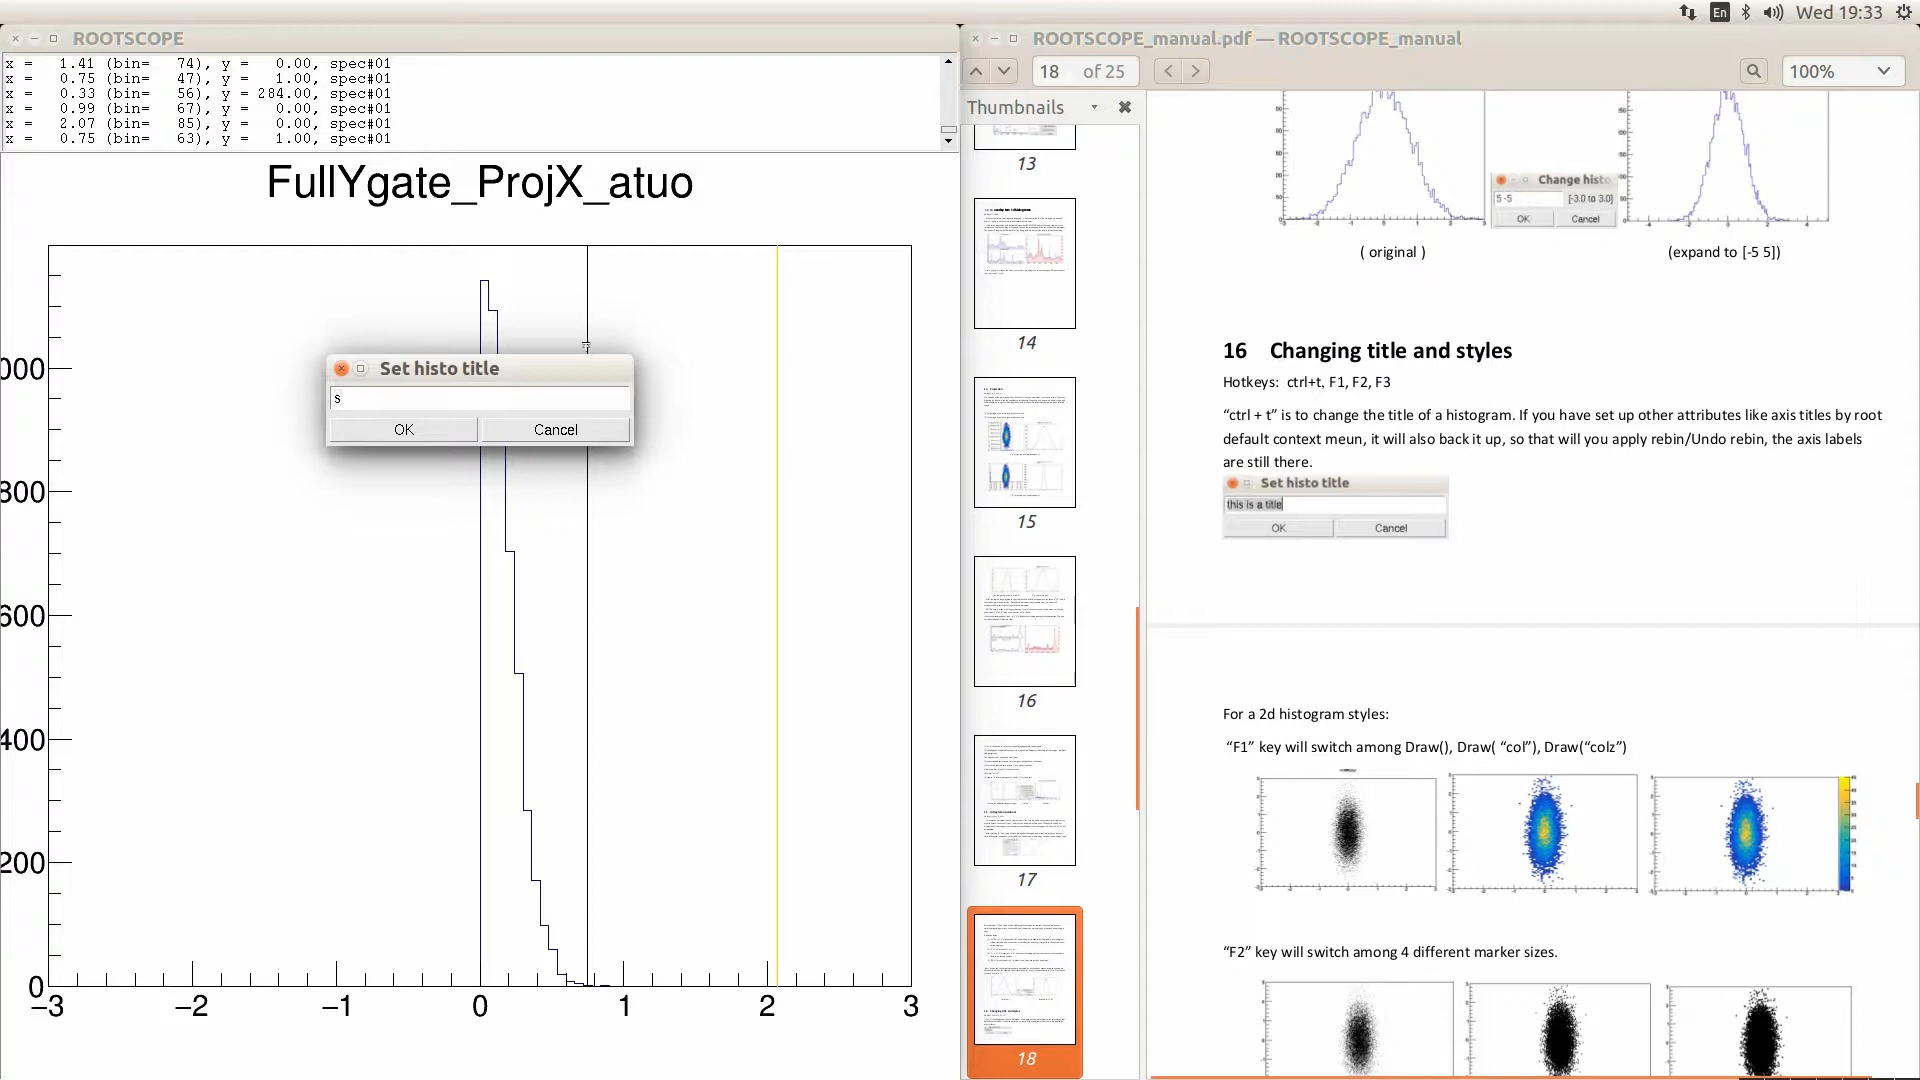 En
Wed 19:33
ROOTSCOPE
x = 1.41 (bin= 74), y = 0.00, spec#01
x = 0.75 (bin= 47), y = 1.00, spec#01
x = 0.33 (bin= 56), y = 284.00, spec#01
x = 0.99 (bin= 67), y = 0.00, spec#01
x = 2.07 (bin= 85), y = 0.00, spec#01
x = 0.75 (bin= 63), y = 1.00, spec#01
FullYgate_ProjX_atuo
Set histo title
s
OK
Cancel
000
800
600
400
200
0
−3
−2
−1
0
1
2
3
ROOTSCOPE_manual.pdf — ROOTSCOPE_manual
18 of 25
100%
Thumbnails
13
14
15
16
17
18
Change histo
5 -5
[-3.0 to 3.0]
OK
Cancel
( original )
(expand to [-5 5])
16 Changing title and styles
Hotkeys: ctrl+t, F1, F2, F3
“ctrl + t” is to change the title of a histogram. If you have set up other attributes like axis titles by root
default context meun, it will also back it up, so that will you apply rebin/Undo rebin, the axis labels
are still there.
Set histo title
this is a title
OK
Cancel
For a 2d histogram styles:
“F1” key will switch among Draw(), Draw( “col”), Draw(“colz”)
“F2” key will switch among 4 different marker sizes.